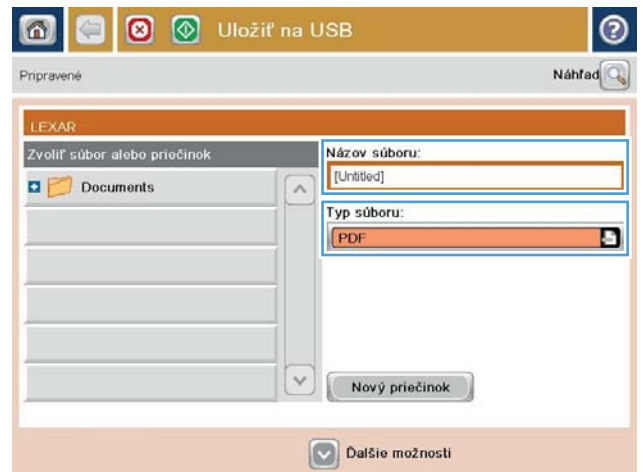 Uložiť na USB
Pripravené
Náhľad
LEXAR
Zvoliť súbor alebo priečinok
Názov súboru:
Documents
[Untitled]
Typ súboru:
PDF
Nový priečinok
Ďalšie možnosti